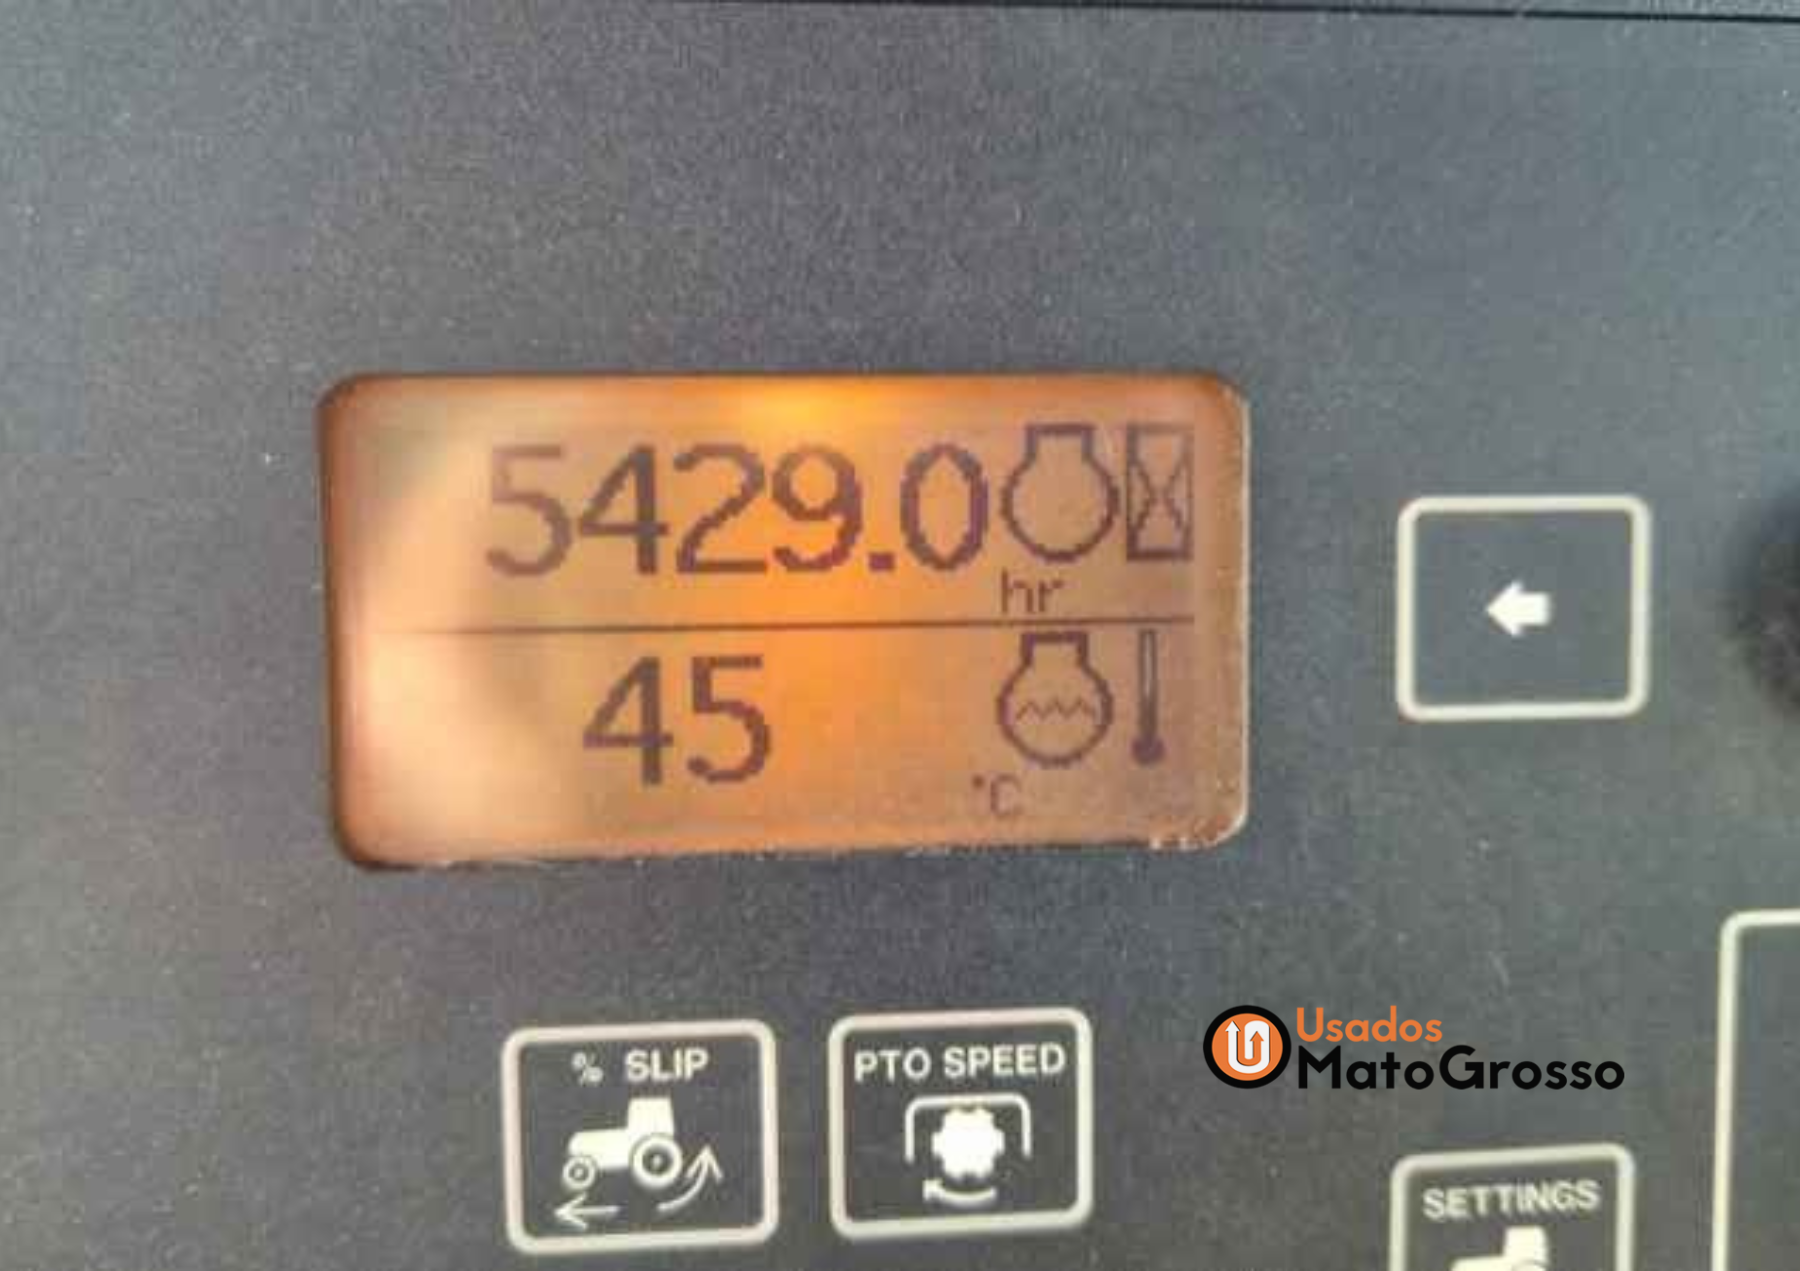 5429.0
hr
45
°C
% SLIP
PTO SPEED
Usados
MatoGrosso
SETTINGS